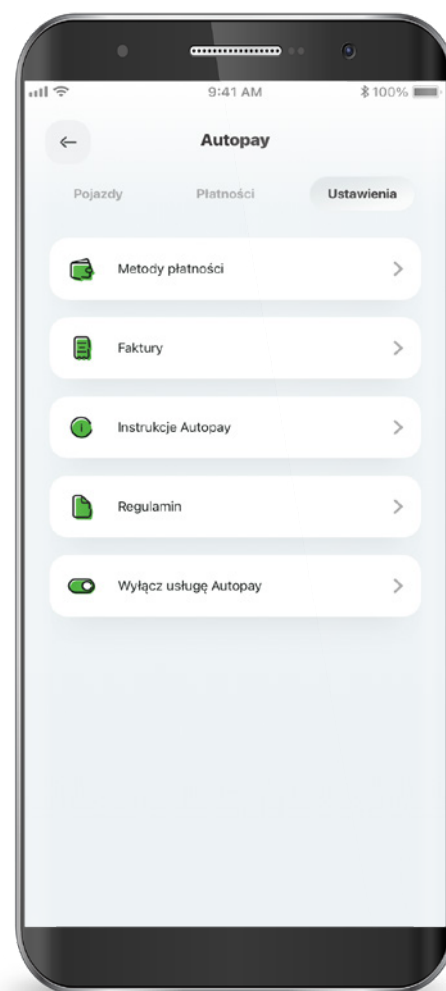 9:41 AM 100%
Autopay
Pojazdy Płatności Ustawienia
Metody płatności
Faktury
Instrukcje Autopay
Regulamin
Wyłącz usługę Autopay